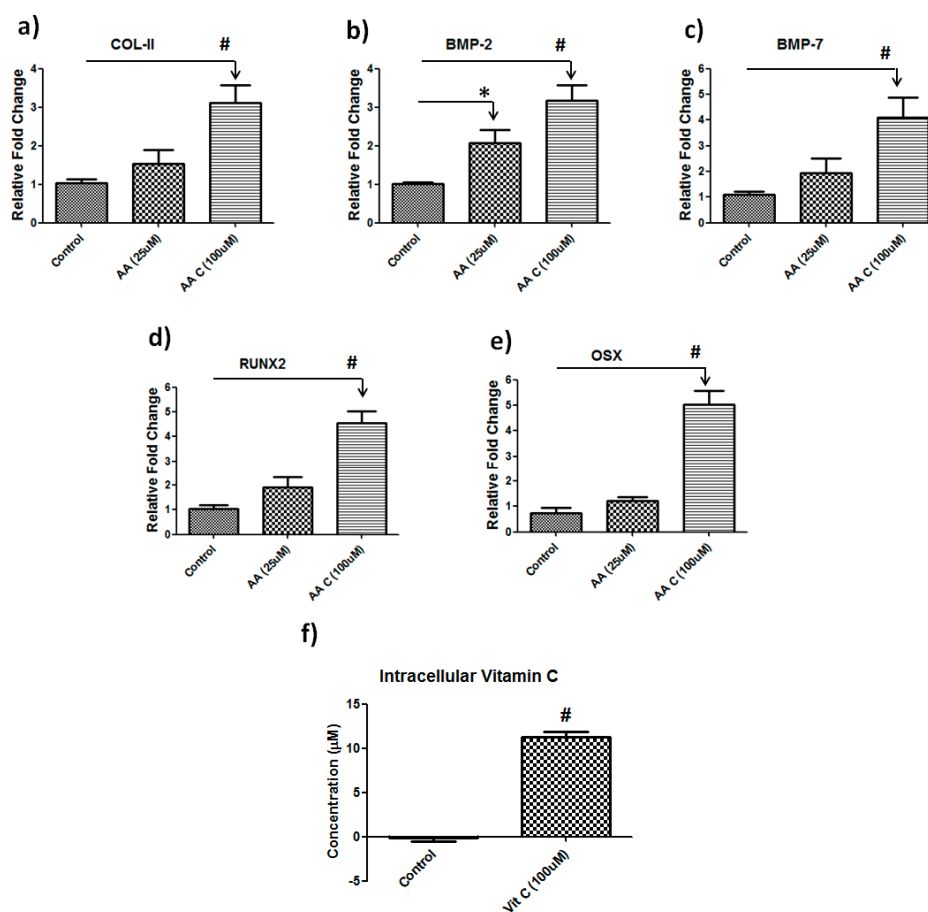 a)
COL-II
#
Relative Fold Change
4
3
2
1
0
Control
AA (25uM)
AA C (100uM)
b)
BMP-2
#
*
Relative Fold Change
4
3
2
1
0
Control
AA (25uM)
AA C (100uM)
c)
BMP-7
#
Relative Fold Change
6
5
4
3
2
1
0
Control
AA (25uM)
AA C (100uM)
d)
RUNX2
#
Relative Fold Change
6
5
4
3
2
1
0
Control
AA (25uM)
AA C (100uM)
e)
OSX
#
Relative Fold Change
6
5
4
3
2
1
0
Control
AA (25uM)
AA C (100uM)
f)
Intracellular Vitamin C
#
Concentration (µM)
15
10
5
0
-5
Control
Vit C (100uM)